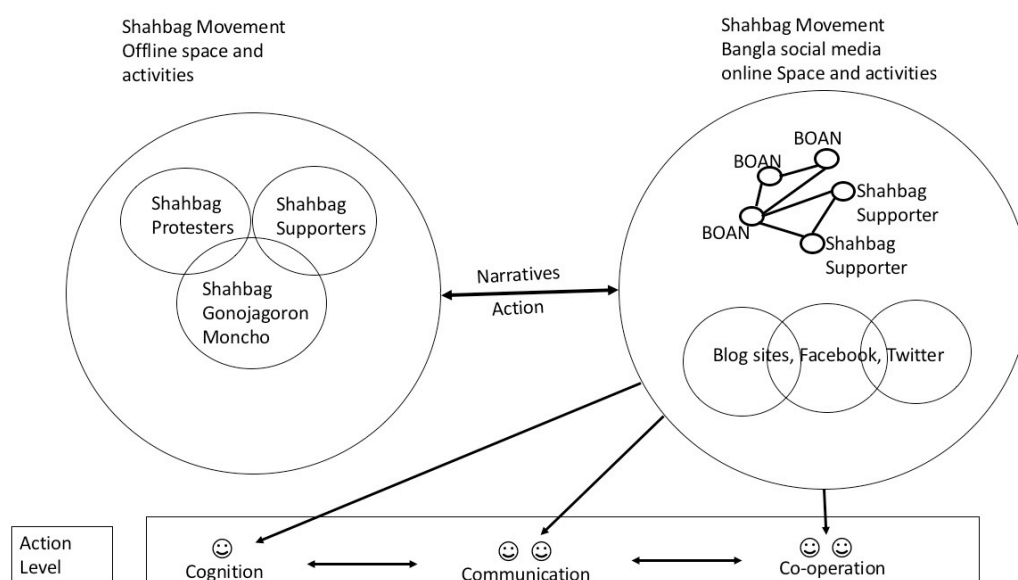 Shahbag Movement
Offline space and
activities
Shahbag Movement
Bangla social media
online Space and activities
Shahbag
Protesters
Shahbag
Supporters
Shahbag
Gonojagoron
Moncho
Narratives
Action
BOAN
BOAN
BOAN
Shahbag
Supporter
Shahbag
Supporter
Blog sites, Facebook, Twitter
Action
Level
Cognition
Communication
Co-operation